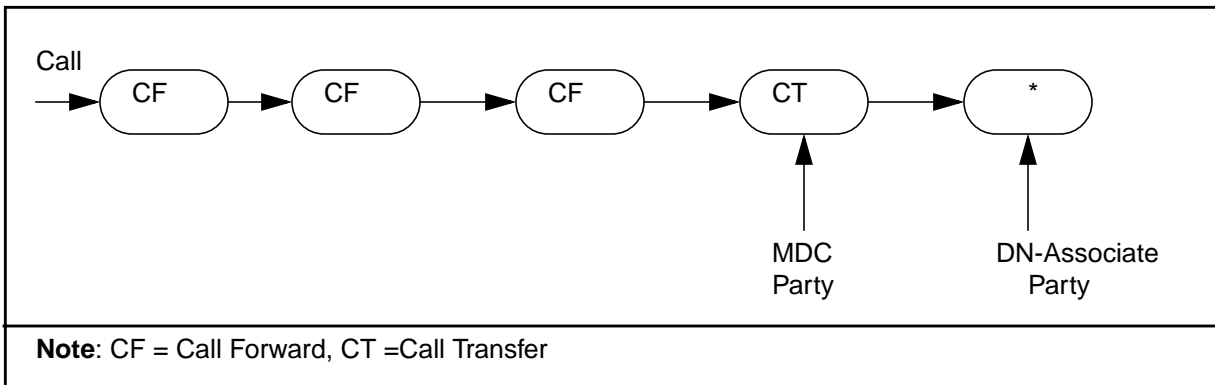 Call
CF
CF
CF
CT
*
MDC
Party
DN-Associate
Party
Note: CF = Call Forward, CT =Call Transfer